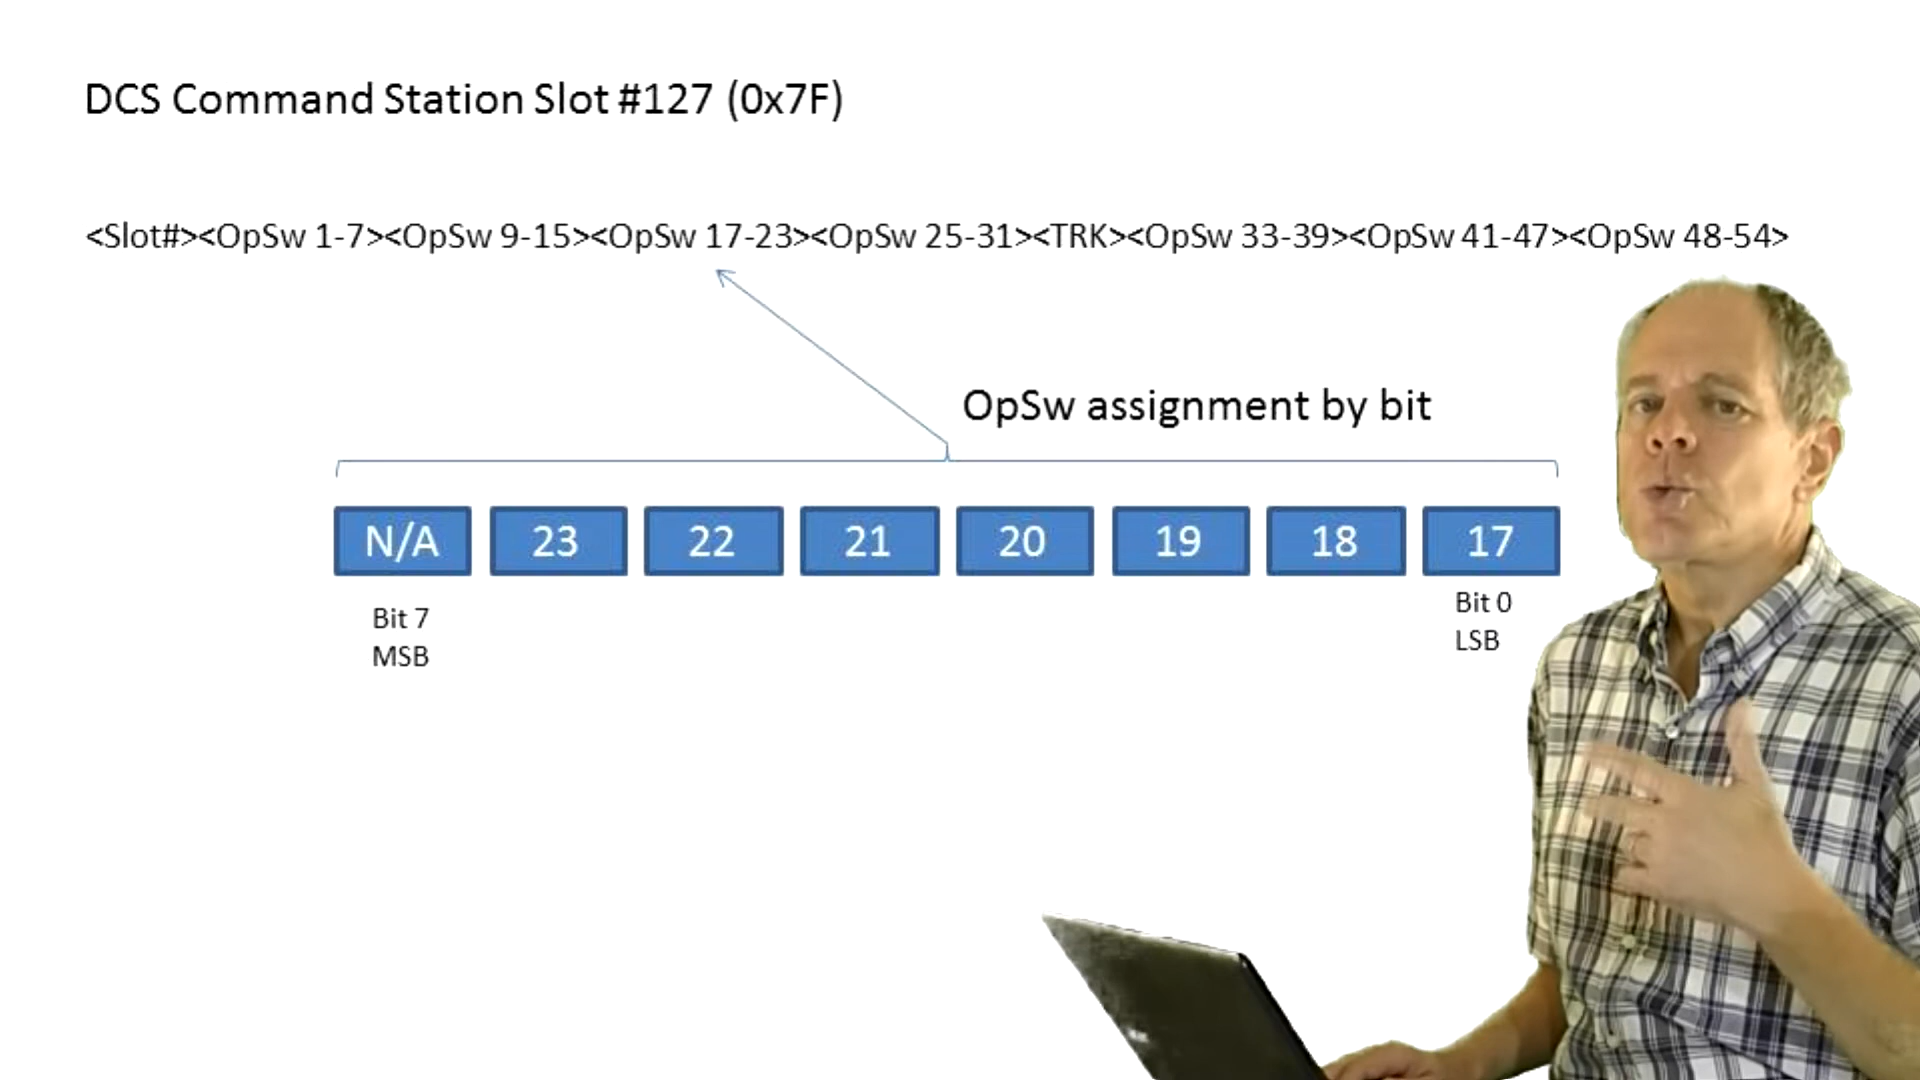 DCS Command Station Slot #127 (0x7F)
<Slot#><OpSw 1-7><OpSw 9-15><OpSw 17-23><OpSw 25-31><TRK><OpSw 33-39><OpSw 41-47><OpSw 48-54>
OpSw assignment by bit
N/A 23 22 21 20 19 18 17
Bit 7 Bit 0
MSB LSB